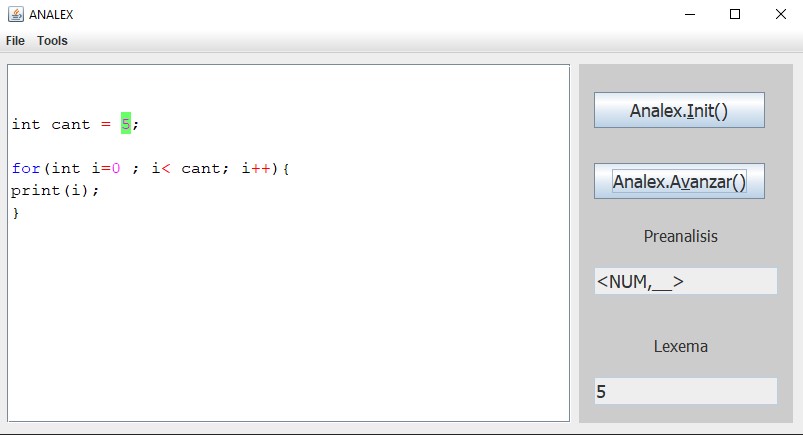 ANALEX
File Tools
int cant = 5;
for(int i=0 ; i< cant; i++){
print(i);
}
Analex.Init()
Analex.Avanzar()
Preanalisis
<NUM,__>
Lexema
5